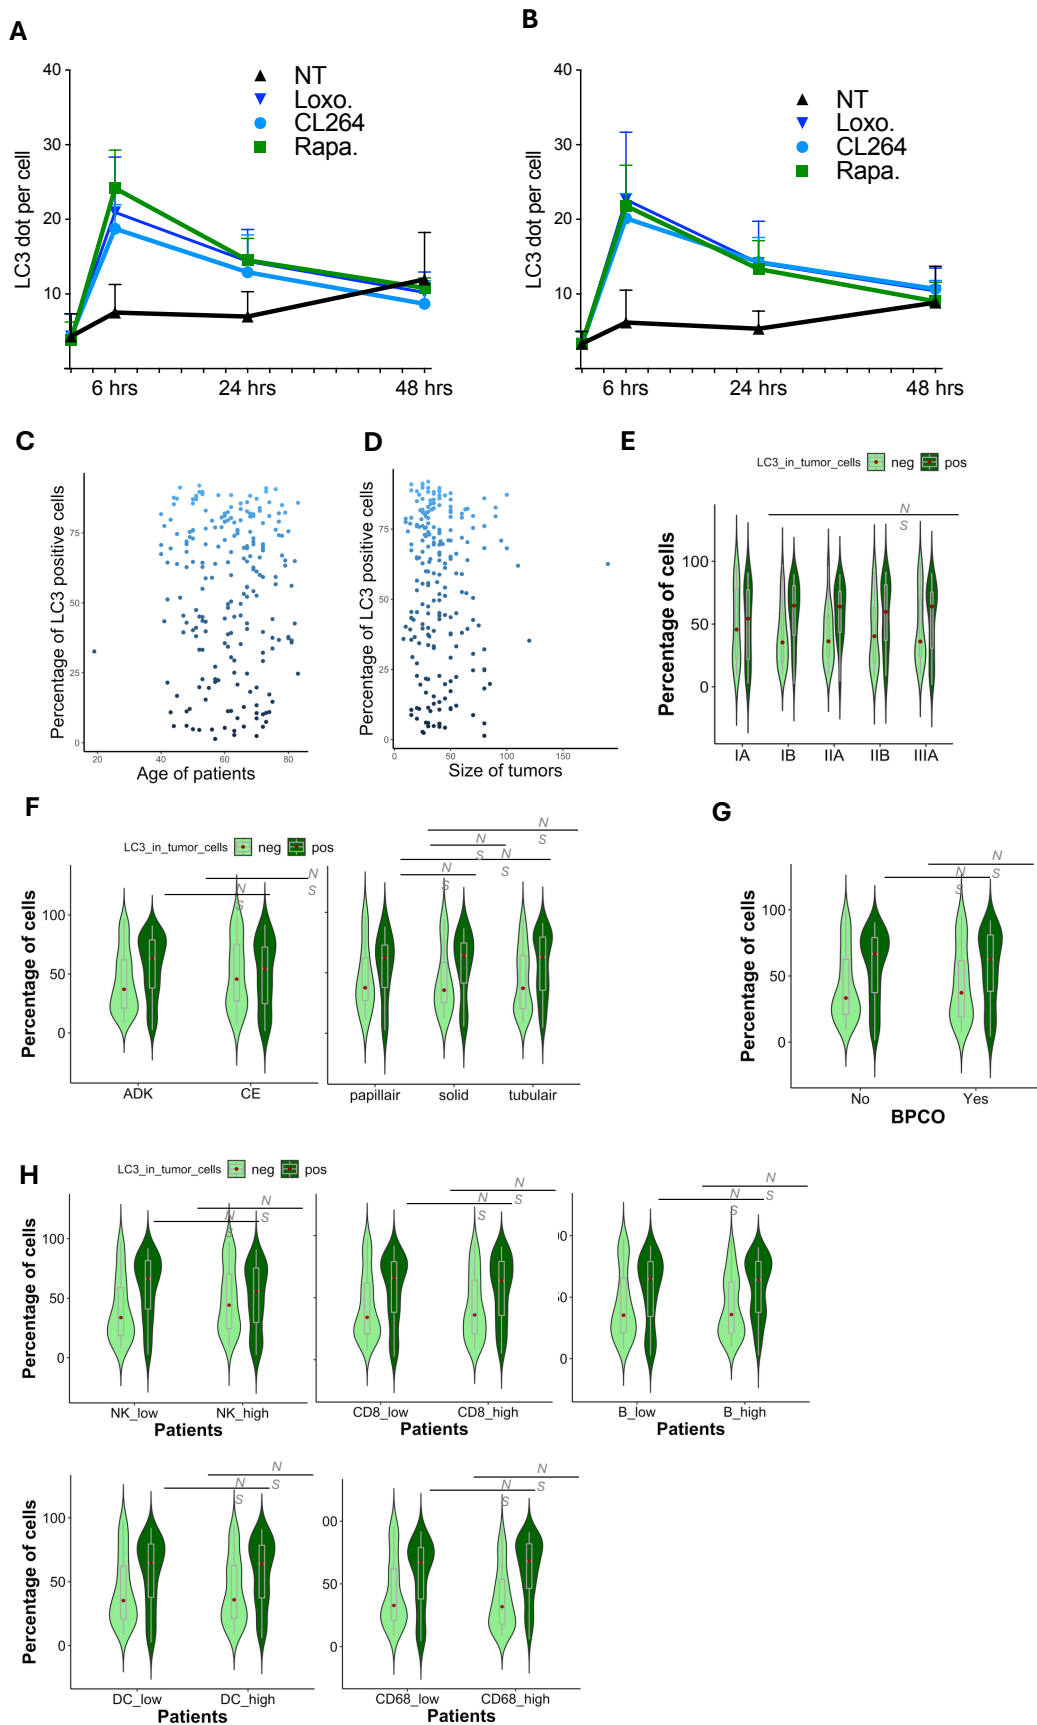 A
B
40
30
20
10
LC3 dot per cell
NT
Loxo.
CL264
Rapa.
6 hrs
24 hrs
48 hrs
40
30
20
10
LC3 dot per cell
NT
Loxo.
CL264
Rapa.
6 hrs
24 hrs
48 hrs
C
Percentage of LC3 positive cells
75
50
25
0
20
40
60
80
Age of patients
D
Percentage of LC3 positive cells
75
50
25
0
0
50
100
150
Size of tumors
E
LC3_in_tumor_cells neg pos
N
S
Percentage of cells
100
50
0
IA
IB
IIA
IIB
IIIA
F
LC3_in_tumor_cells neg pos
N
S
N
S
Percentage of cells
100
50
0
ADK
CE
N
S
N
S
N
S
N
S
papillair
solid
tubulair
G
N
S
N
S
Percentage of cells
100
50
0
No
Yes
BPCO
H
LC3_in_tumor_cells neg pos
N
S
N
S
Percentage of cells
100
50
0
NK_low
NK_high
Patients
N
S
N
S
CD8_low
CD8_high
Patients
N
S
N
S
00
50
0
B_low
B_high
Patients
N
S
N
S
Percentage of cells
100
50
0
DC_low
DC_high
Patients
N
S
N
S
00
50
0
CD68_low
CD68_high
Patients